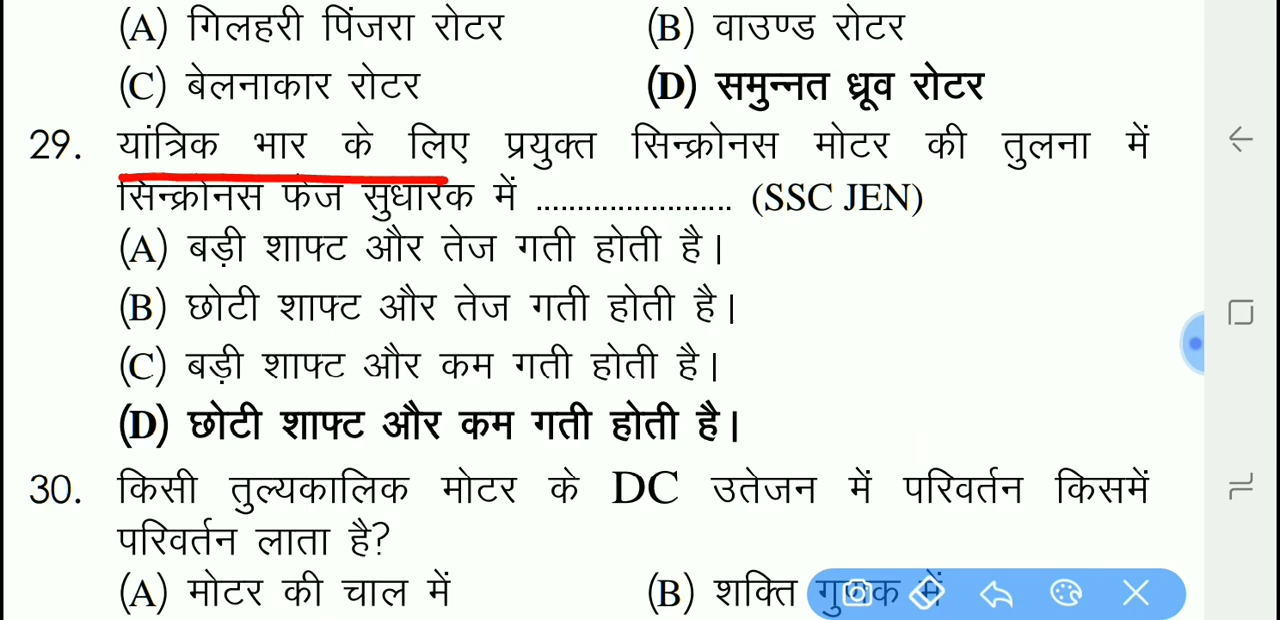 (A) गिलहरी पिंजरा रोटर (B) वाउण्ड रोटर
(C) बेलनाकार रोटर (D) समुन्नत ध्रूव रोटर
29. यांत्रिक भार के लिए प्रयुक्त सिन्क्रोनस मोटर की तुलना में
सिन्क्रोनस फेज सुधारक में ........................ (SSC JEN)
(A) बड़ी शाफ्ट और तेज गती होती है।
(B) छोटी शाफ्ट और तेज गती होती है।
(C) बड़ी शाफ्ट और कम गती होती है।
(D) छोटी शाफ्ट और कम गती होती है।
30. किसी तुल्यकालिक मोटर के DC उतेजन में परिवर्तन किसमें
परिवर्तन लाता है?
(A) मोटर की चाल में (B) शक्ति गुणक में